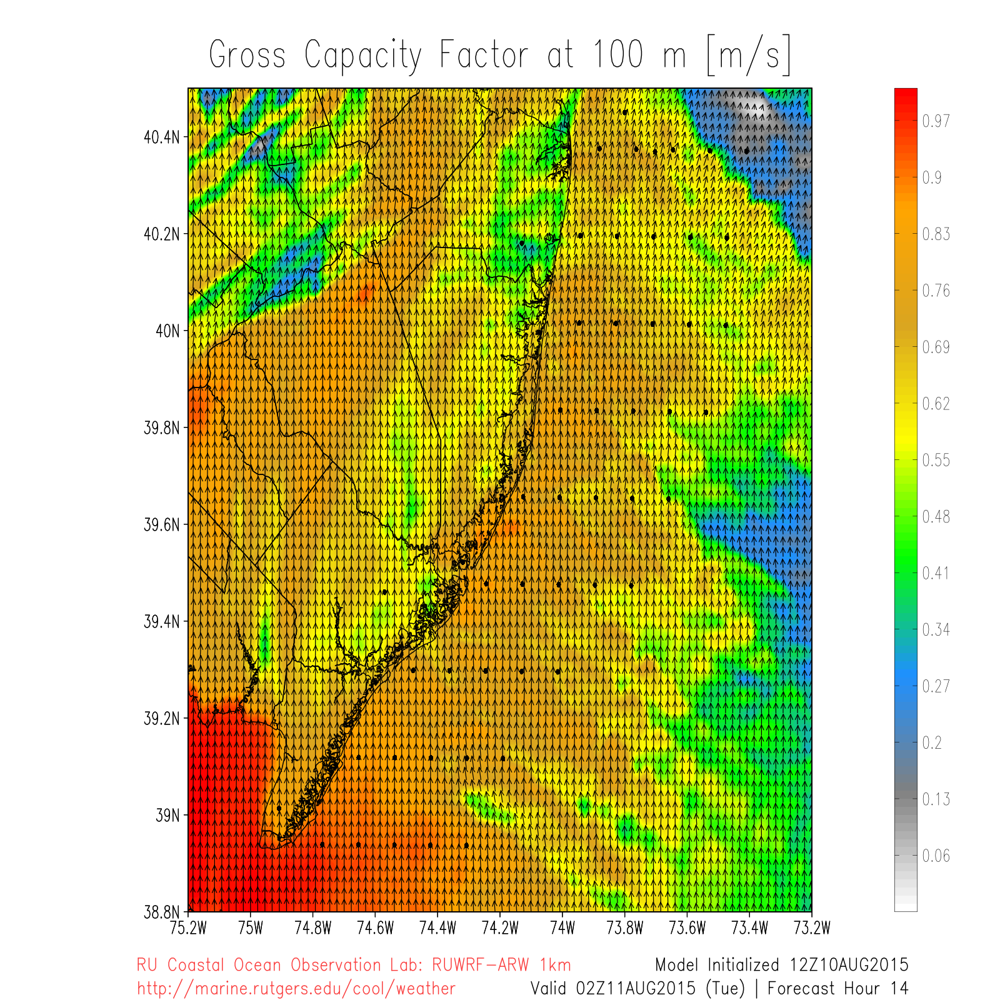 Gross Capacity Factor at 100 m [m/s]
40.4N
40.2N
40N
39.8N
39.6N
39.4N
39.2N
39N
38.8N
75.2W 75W 74.8W 74.6W 74.4W 74.2W 74W 73.8W 73.6W 73.4W 73.2W
0.97
0.9
0.83
0.76
0.69
0.62
0.55
0.48
0.41
0.34
0.27
0.2
0.13
0.06
RU Coastal Ocean Observation Lab: RUWRF-ARW 1km
http://marine.rutgers.edu/cool/weather
Model Initialized 12Z10AUG2015
Valid 02Z11AUG2015 (Tue) | Forecast Hour 14